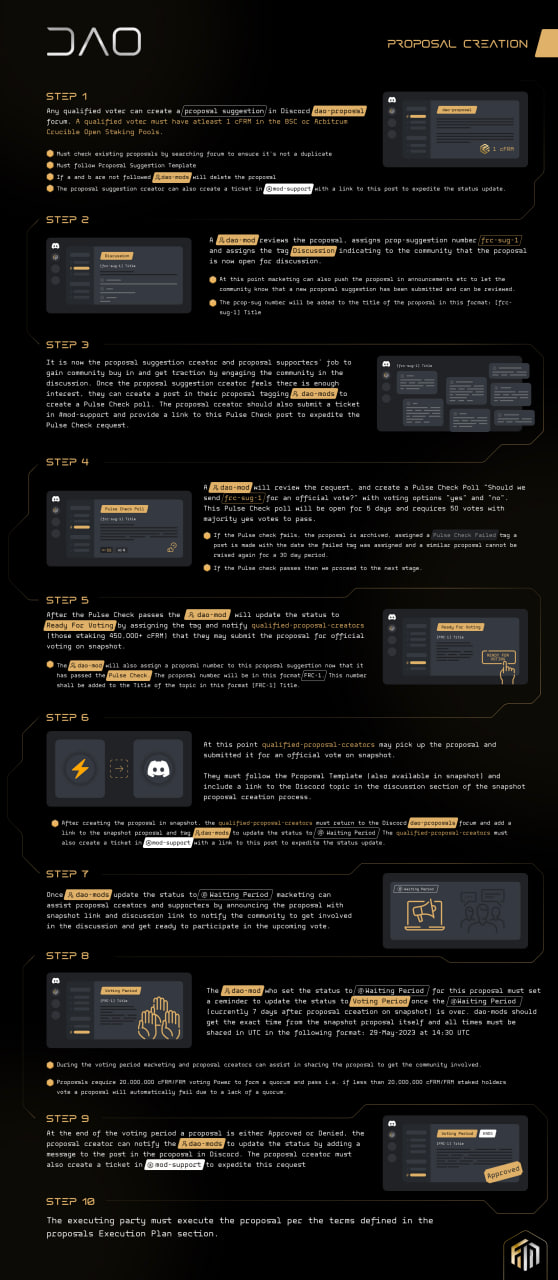 DAO
PROPOSAL CREATION
STEP 1
Any qualified voter can create a proposal suggestion in Discord dao-proposal
forum. A qualified voter must have atleast 1 cFRM in the BSC or Arbitrum
Crucible Open Staking Pools.
Must check existing proposals by searching forum to ensure it's not a duplicate
Must follow Proposal Suggestion Template
If a and b are not followed dao-mods will delete the proposal
The proposal suggestion creator can also create a ticket in mod-support with a link to this post to expedite the status update.
dao-proposal
1 cFRM
STEP 2
A dao-mod reviews the proposal, assigns prop-suggestion number frc-sug-1
and assigns the tag Discussion indicating to the community that the proposal
is now open for discussion.
At this point marketing can also push the proposal in announcements etc to let the
community know that a new proposal suggestion has been submitted and can be reviewed.
The prop-sug number will be added to the title of the proposal in this format: [frc-
sug-1] Title
Discussion
[frc-sug-1] Title
STEP 3
It is now the proposal suggestion creator and proposal supporters' job to
gain community buy in and get traction by engaging the community in the
discussion. Once the proposal suggestion creator feels there is enough
interest, they can create a post in their proposal tagging dao-mods to
create a Pulse Check poll. The proposal creator should also submit a ticket
in #mod-support and provide a link to this Pulse Check post to expedite the
Pulse Check request.
[frc-sug-1] Title
STEP 4
A dao-mod will review the request, and create a Pulse Check Poll "Should we
send frc-sug-1 for an official vote?" with voting options "yes" and "no".
This Pulse Check poll will be open for 5 days and requires 50 votes with
majority yes votes to pass.
If the Pulse check fails, the proposal is archived, assigned a Pulse Check Failed tag a
post is made with the date the failed tag was assigned and a similar proposal cannot be
raised again for a 30 day period.
If the Pulse check passes then we proceed to the next stage.
Pulse Check Poll
[frc-sug-1] Title
STEP 5
After the Pulse Check passes the dao-mod will update the status to
Ready For Voting by assigning the tag and notify qualified-proposal-creators
(those staking 450,000+ cFRM) that they may submit the proposal for official
voting on snapshot.
The dao-mod will also assign a proposal number to this proposal suggestion now that it
has passed the Pulse Check. The proposal number will be in this format FRC-1. This number
shall be added to the Title of the topic in this format [FRC-1] Title.
Ready For Voting
[FRC-1] Title
READY FOR
VOTING
STEP 6
At this point qualified-proposal-creators may pick up the proposal and
submitted it for an official vote on snapshot.
They must follow the Proposal Template (also available in snapshot) and
include a link to the Discord topic in the discussion section of the snapshot
proposal creation process.
After creating the proposal in snapshot, the qualified-proposal-creators must return to the Discord dao-proposals forum and add a
link to the snapshot proposal and tag dao-mods to update the status to Waiting Period The qualified-proposal-creators must
also create a ticket in mod-support with a link to this post to expedite status update.
STEP 7
Once dao-mods update the status to Waiting Period marketing can
assist proposal creators and supporters by announcing the proposal with
snapshot link and discussion link to notify the community to get involved
in the discussion and get ready to participate in the upcoming vote.
Waiting Period
STEP 8
The dao-mod who set the status to Waiting Period for this proposal must set
a reminder to update the status to Voting Period once the Waiting Period
(currently 7 days after proposal creation on snapshot) is over. dao-mods should
get the exact time from the snapshot proposal itself and all times must be
shared in UTC in the following format: 29-May-2023 at 14:30 UTC
Voting Period
[FRC-1] Title
During the voting period marketing and proposal creators can assist in sharing the proposal to get the community involved.
Proposals require 20.000.000 cFRM/FRM voting Power to form a quorum and pass i.e. if less than 20.000.000 cFRM/FRM staked holders
vote a proposal will automatically fail due to a lack of a quorum.
STEP 9
At the end of the voting period a proposal is either Approved or Denied, the
proposal creator can notify the dao-mods to update the status by adding a
message to the post in the proposal in Discord. The proposal creator must
also create a ticket in mod-support to expedite this request
Voting Period ENDS
[FRC-1] Title
Approved
STEP 10
The executing party must execute the proposal per the terms defined in the
proposals Execution Plan section.